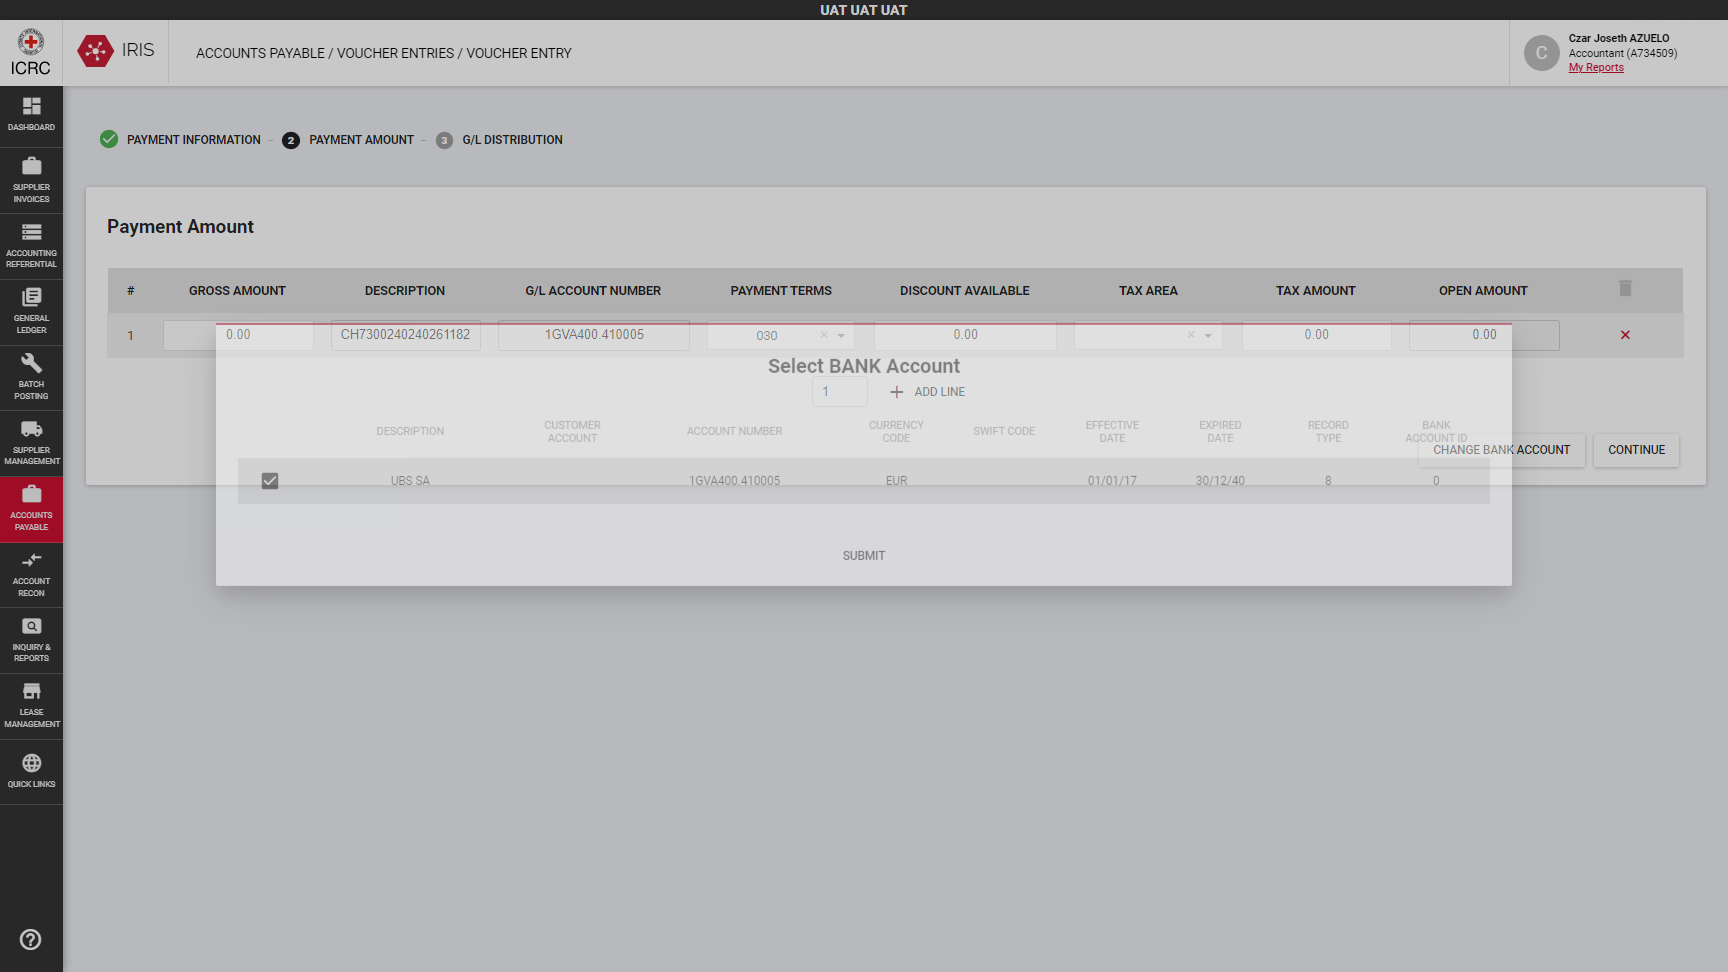 UAT UAT UAT
ICRC
IRIS
ACCOUNTS PAYABLE / VOUCHER ENTRIES / VOUCHER ENTRY
C
Czar Joseth AZUELO
Accountant (A734509)
My Reports
DASHBOARD
SUPPLIER
INVOICES
ACCOUNTING
REFERENTIAL
GENERAL
LEDGER
BATCH
POSTING
SUPPLIER
MANAGEMENT
ACCOUNTS
PAYABLE
ACCOUNT
RECON
INQUIRY &
REPORTS
LEASE
MANAGEMENT
QUICK LINKS
PAYMENT INFORMATION – 2 PAYMENT AMOUNT – 3 G/L DISTRIBUTION
Payment Amount
# GROSS AMOUNT DESCRIPTION G/L ACCOUNT NUMBER PAYMENT TERMS DISCOUNT AVAILABLE TAX AREA TAX AMOUNT OPEN AMOUNT
1 0.00 CH7300240240261182 1GVA400.410005 030 × 0.00 × 0.00 0.00
CHANGE BANK ACCOUNT CONTINUE
Select BANK Account
1 + ADD LINE
DESCRIPTION CUSTOMER ACCOUNT ACCOUNT NUMBER CURRENCY CODE SWIFT CODE EFFECTIVE DATE EXPIRED DATE RECORD TYPE BANK ACCOUNT ID
UBS SA 1GVA400.410005 EUR 01/01/17 30/12/40 8 0
SUBMIT